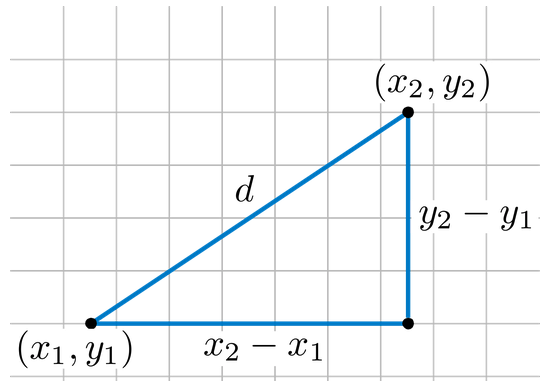 (x₂, y₂)
d
y₂ − y₁
(x₁, y₁)
x₂ − x₁